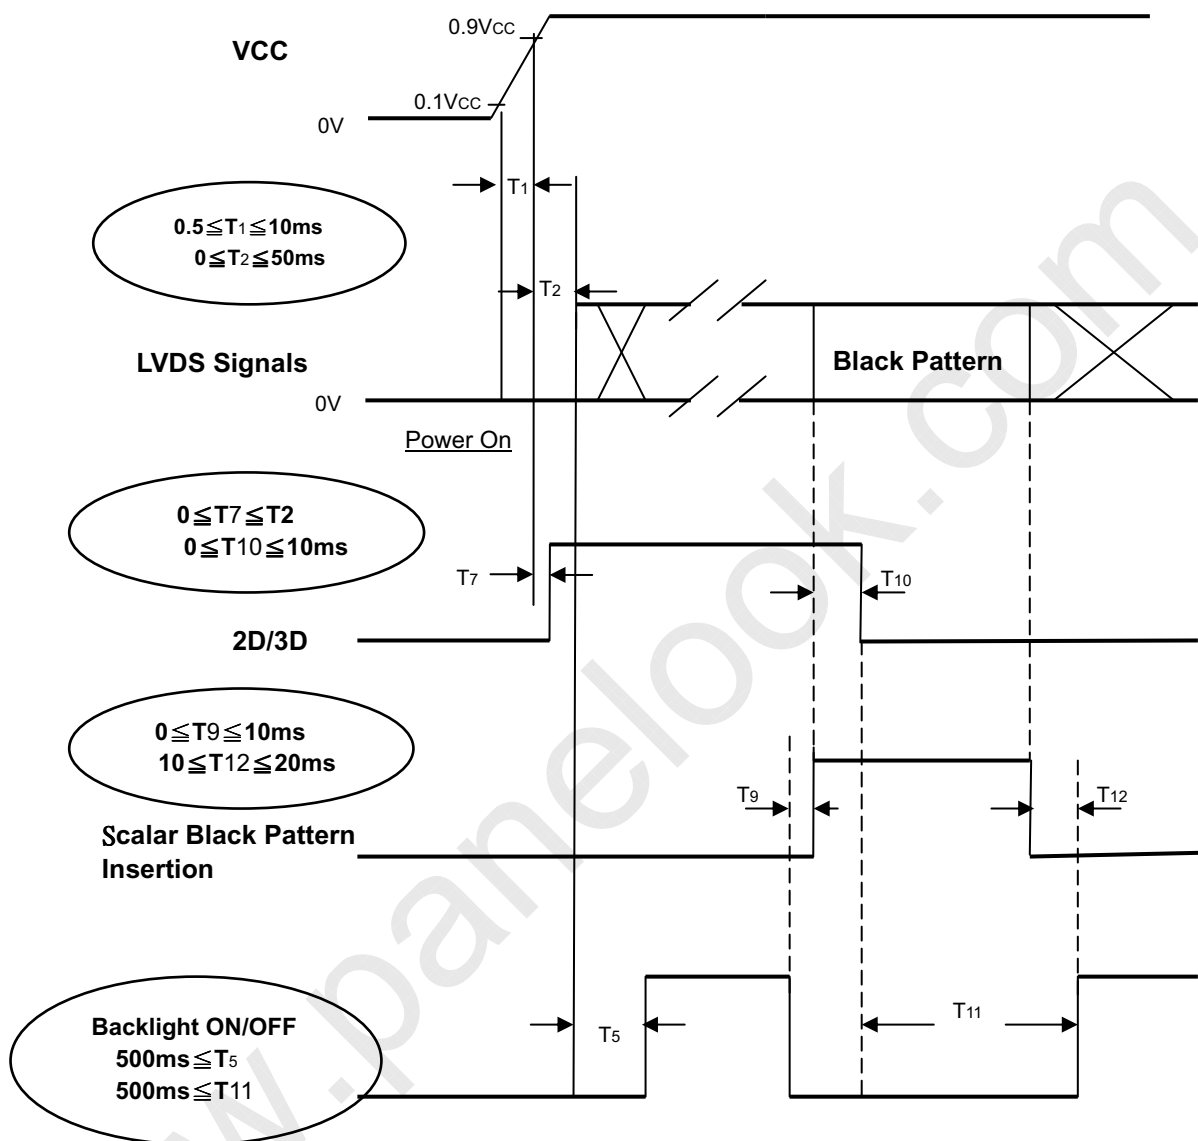 0.9Vcc
VCC
0.1Vcc
0V
T1
0.5≦T1≦10ms
0≦T2≦50ms
T2
LVDS Signals
Black Pattern
0V
Power On
0≦T7≦T2
0≦T10≦10ms
T7
T10
2D/3D
0≦T9≦10ms
10≦T12≦20ms
T9
T12
Scalar Black Pattern
Insertion
Backlight ON/OFF
500ms≦T5
500ms≦T11
T5
T11
www.panelook.com